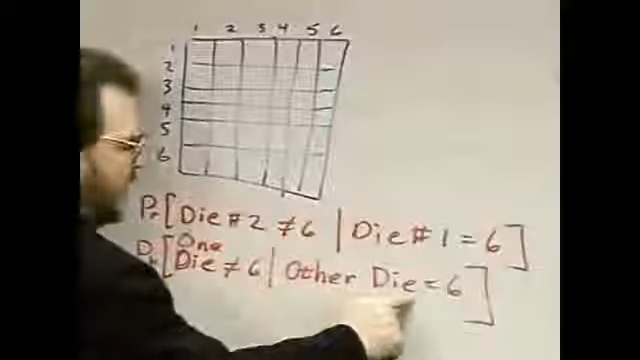 1 2 3 4 5 6
1
2
3
4
5
6
Pr[Die #2 ≠ 6 | Die #1 = 6]
Pr[One Die ≠ 6 | Other Die = 6]